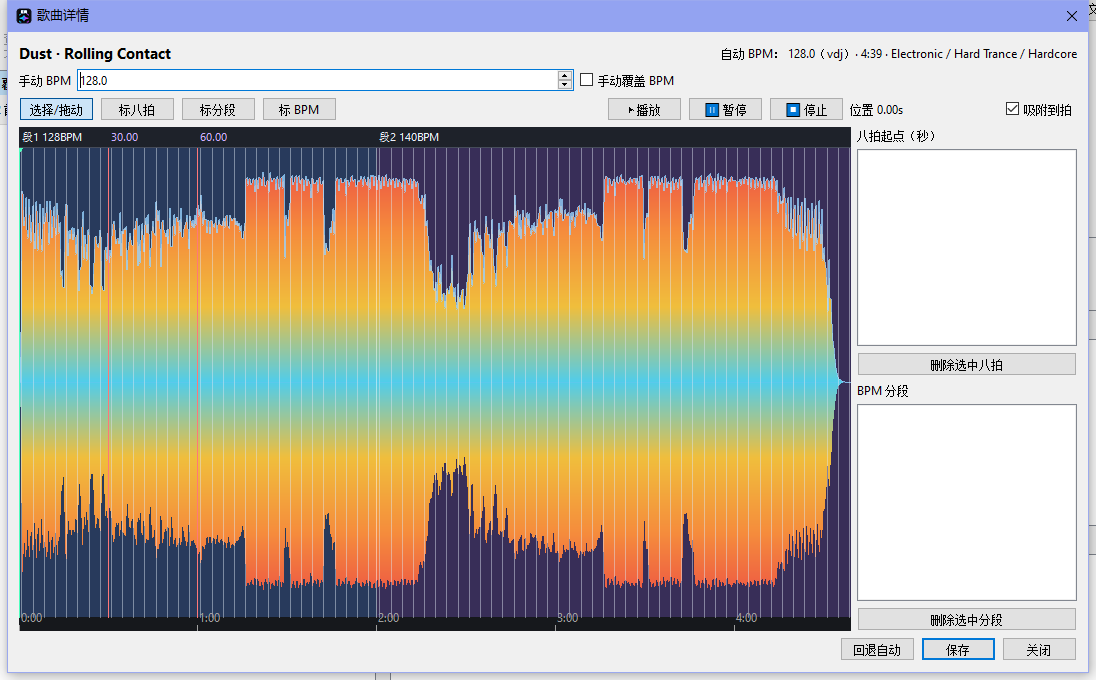 歌曲详情
Dust · Rolling Contact
自动 BPM： 128.0（vdj）· 4:39 · Electronic / Hard Trance / Hardcore
手动 BPM 128.0 手动覆盖 BPM
选择/拖动 标八拍 标分段 标 BPM 播放 暂停 停止 位置 0.00s 吸附到拍
段1 128BPM 30.00 60.00 段2 140BPM
八拍起点（秒）
删除选中八拍
BPM 分段
0:00 1:00 2:00 3:00 4:00
删除选中分段
回退自动 保存 关闭